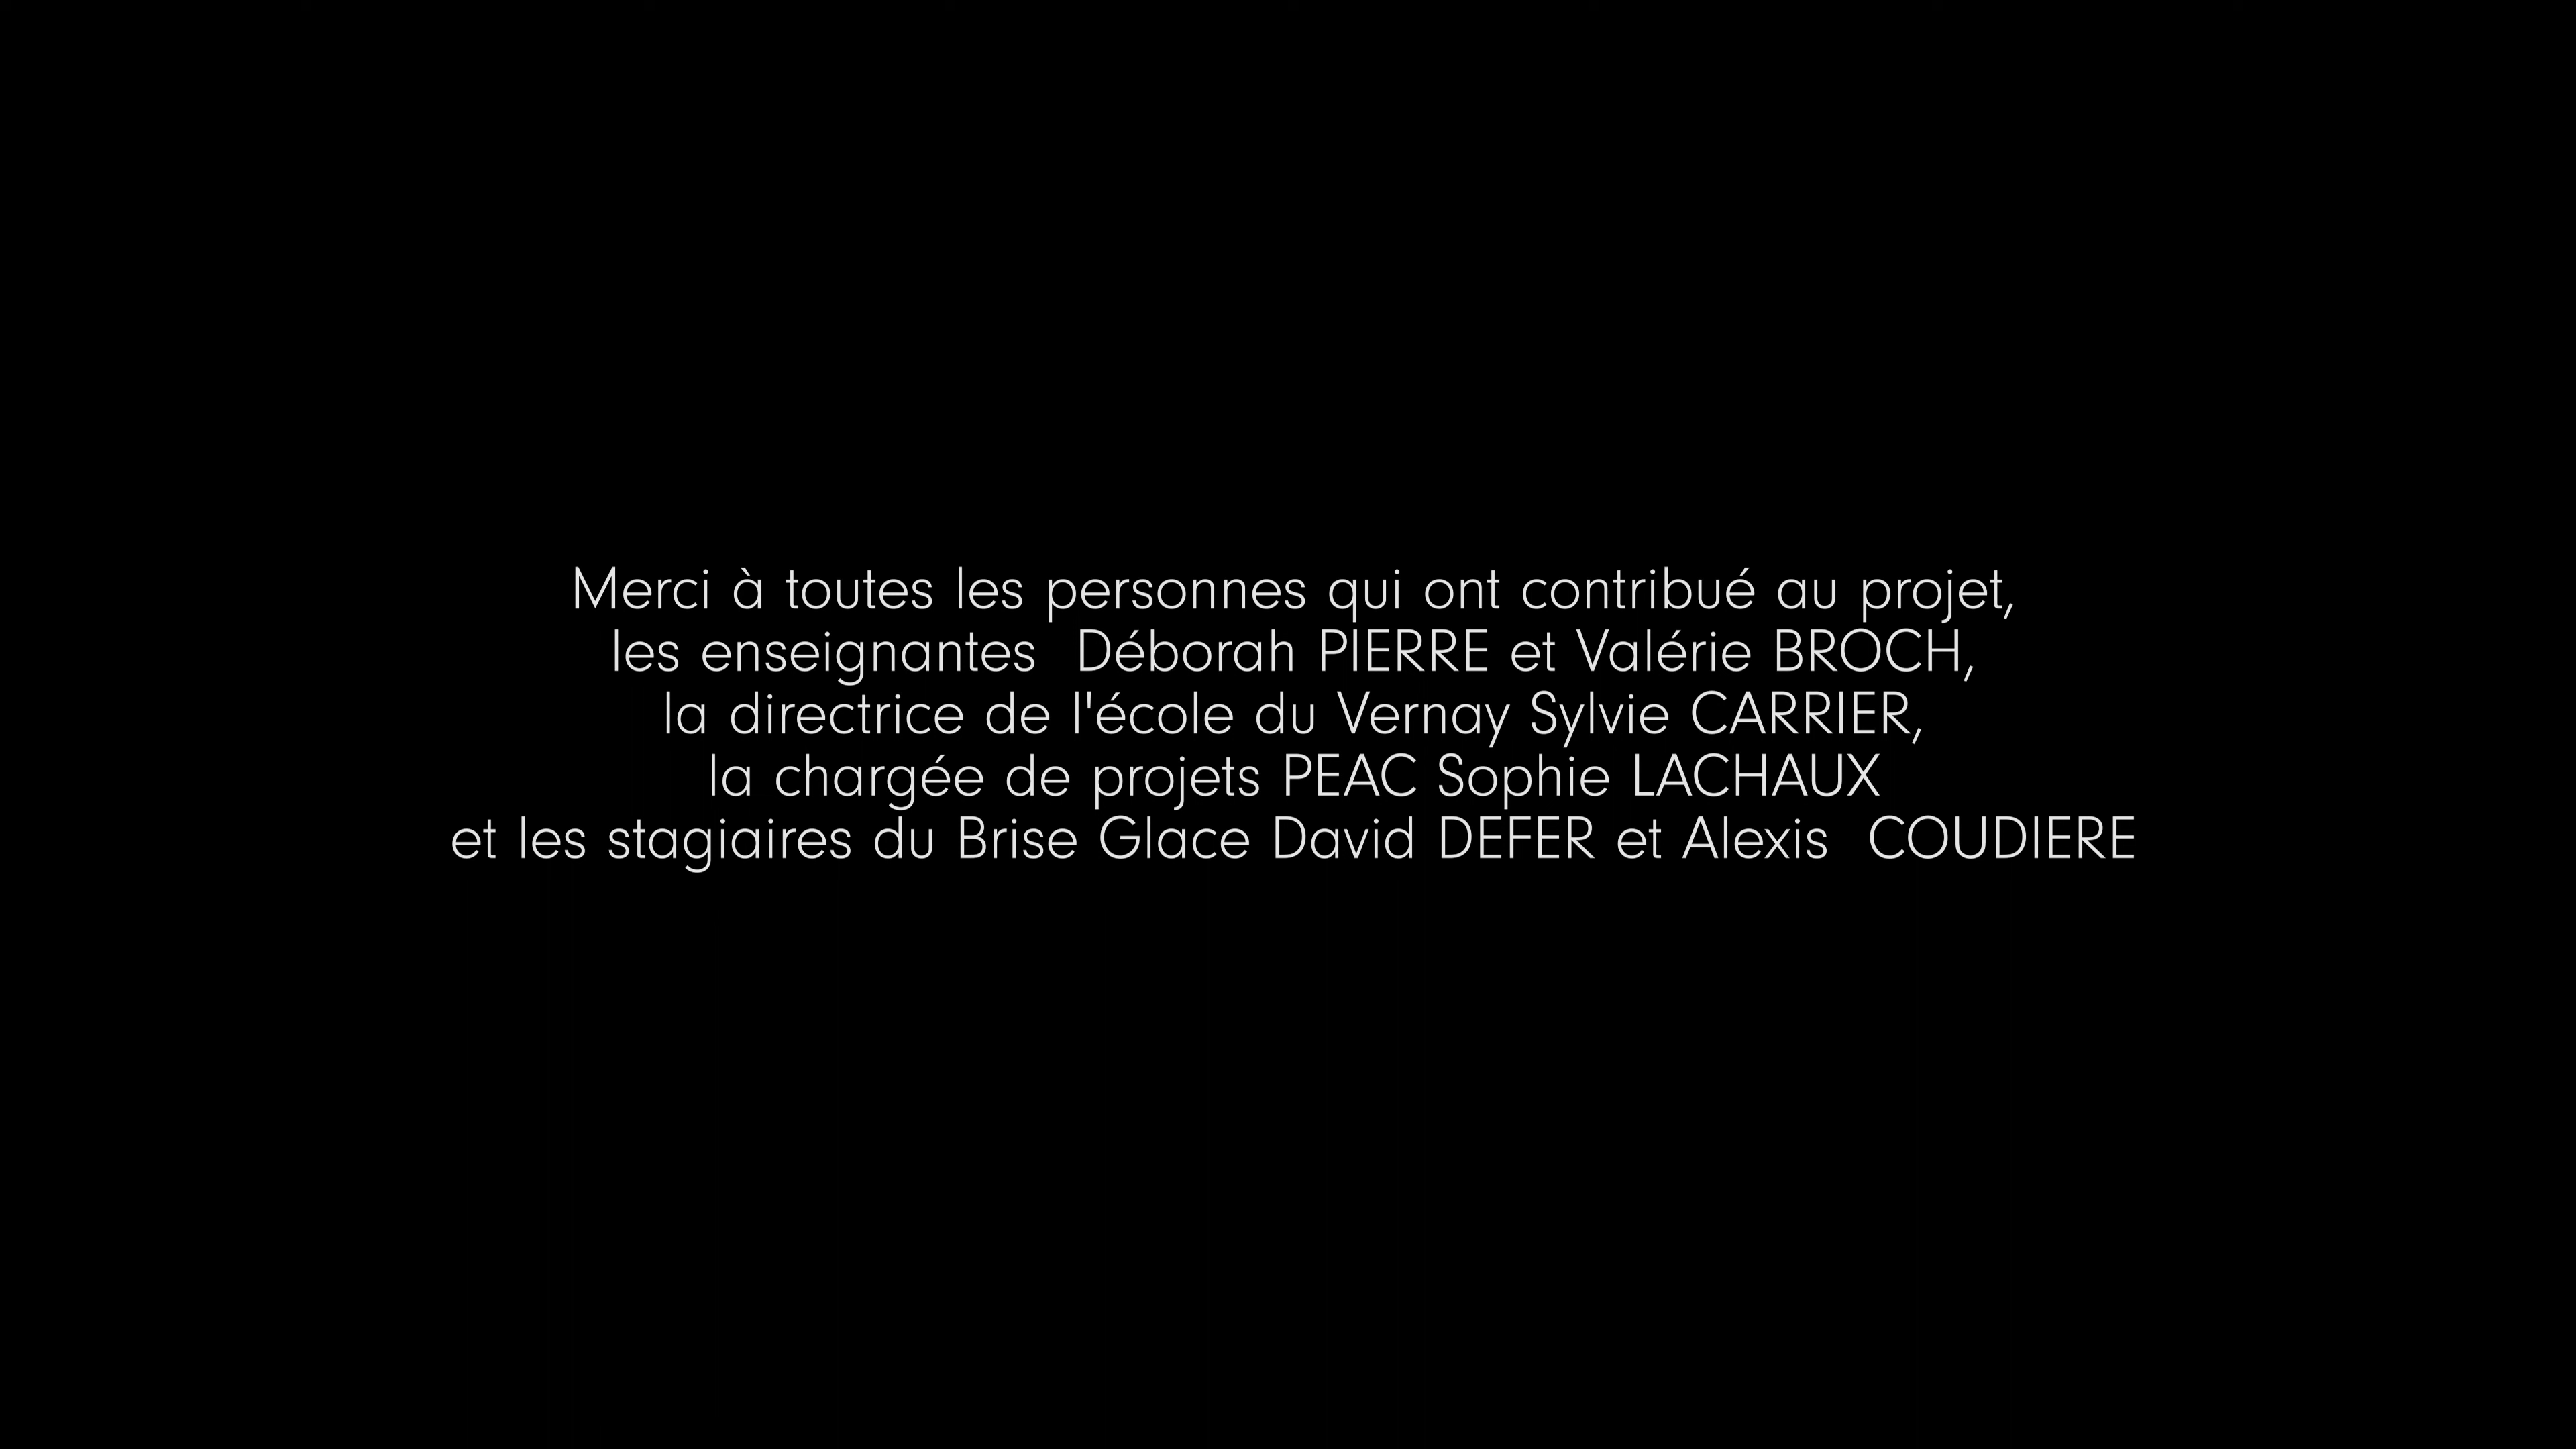 Merci à toutes les personnes qui ont contribué au projet,
les enseignantes  Déborah PIERRE et Valérie BROCH,
la directrice de l'école du Vernay Sylvie CARRIER,
la chargée de projets PEAC Sophie LACHAUX
et les stagiaires du Brise Glace David DEFER et Alexis  COUDIERE